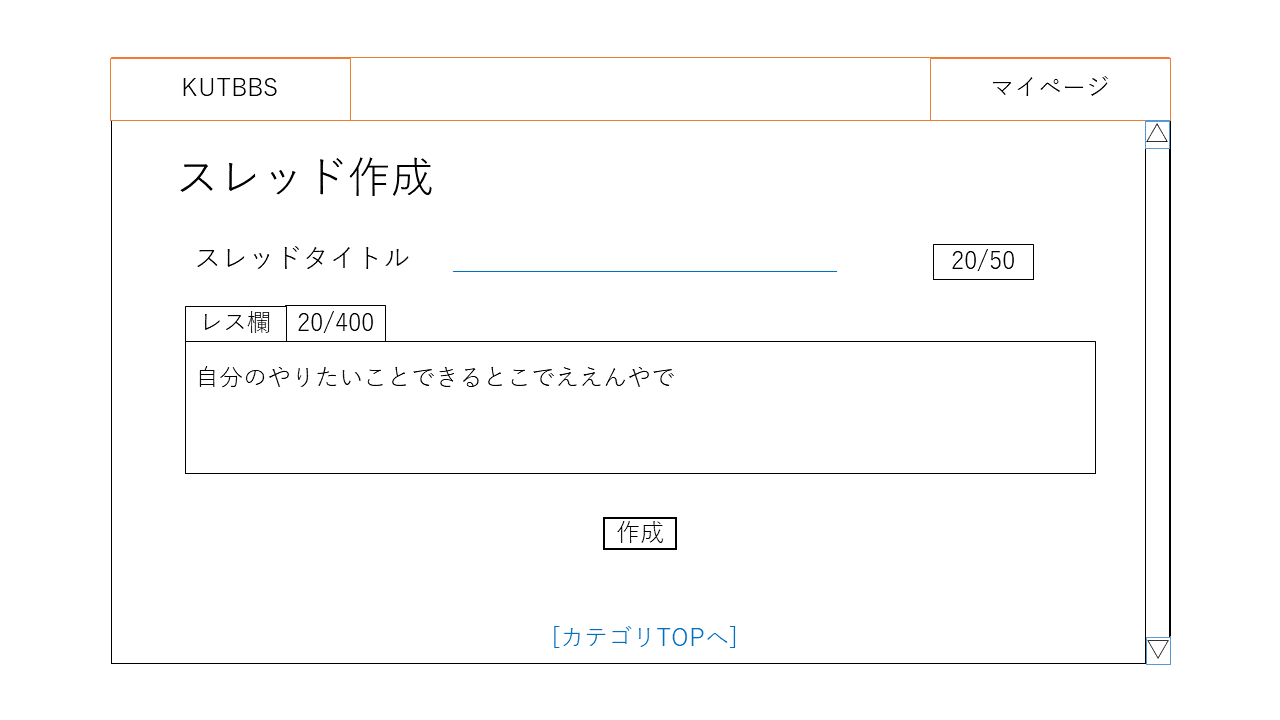 KUTBBS
マイページ
スレッド作成
スレッドタイトル
20/50
レス欄 20/400
自分のやりたいことできるとこでええんやで
作成
[カテゴリTOPへ]